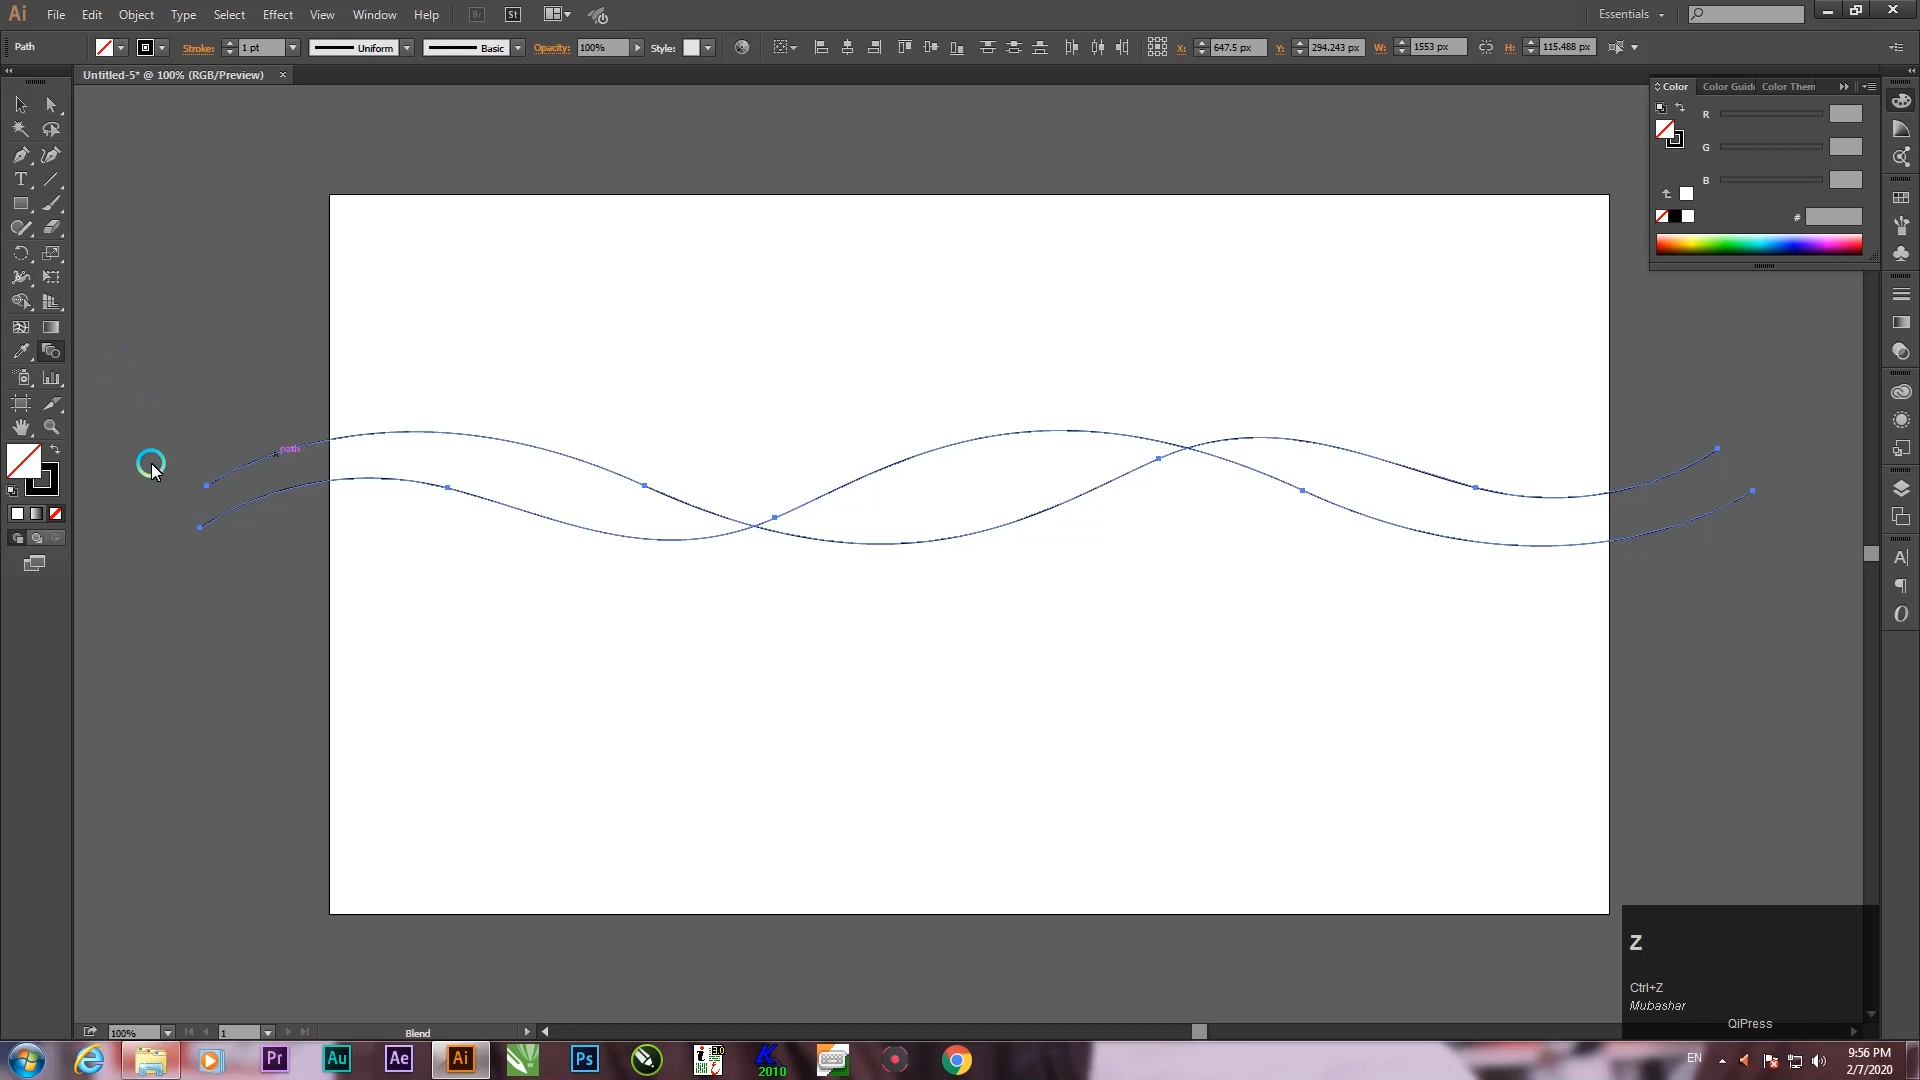 Ai File Edit Object Type Select Effect View Window Help Br St Essentials
Path Stroke: 1 pt Uniform Basic Opacity: 100% Style: X: 647.5 px Y: 294.243 px W: 1553 px H: 115.488 px
Untitled-5* @ 100% (RGB/Preview)
Color Color Guide Color Them
R
G
B
#
path
Z
Ctrl+Z
Mubashar
QiPress
100% 1 Blend
Pr Au Ae Ai Ps K 2010
EN 9:56 PM
2/7/2020